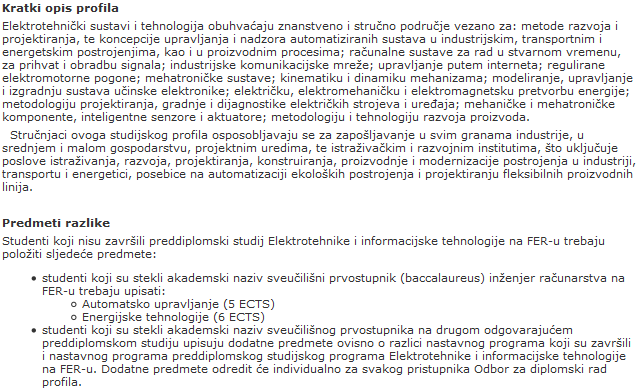 Kratki opis profila
Elektrotehnički sustavi i tehnologija obuhvaćaju znanstveno i stručno područje vezano za: metode razvoja i
projektiranja, te koncepcije upravljanja i nadzora automatiziranih sustava u industrijskim, transportnim i
energetskim postrojenjima, kao i u proizvodnim procesima; računalne sustave za rad u stvarnom vremenu,
za prihvat i obradbu signala; industrijske komunikacijske mreže; upravljanje putem interneta; regulirane
elektromotorne pogone; mehatroničke sustave; kinematiku i dinamiku mehanizama; modeliranje, upravljanje
i izgradnju sustava učinske elektronike; električku, elektromehaničku i elektromagnetsku pretvorbu energije;
metodologiju projektiranja, gradnje i dijagnostike električkih strojeva i uređaja; mehaničke i mehatroničke
komponente, inteligentne senzore i aktuatore; metodologiju i tehnologiju razvoja proizvoda.
Stručnjaci ovoga studijskog profila osposobljavaju se za zapošljavanje u svim granama industrije, u
srednjem i malom gospodarstvu, projektnim uredima, te istraživačkim i razvojnim institutima, što uključuje
poslove istraživanja, razvoja, projektiranja, konstruiranja, proizvodnje i modernizacije postrojenja u industriji,
transportu i energetici, posebice na automatizaciji ekoloških postrojenja i projektiranju fleksibilnih proizvodnih
linija.
Predmeti razlike
Studenti koji nisu završili preddiplomski studij Elektrotehnike i informacijske tehnologije na FER-u trebaju
položiti sljedeće predmete:
• studenti koji su stekli akademski naziv sveučilišni prvostupnik (baccalaureus) inženjer računarstva na
FER-u trebaju upisati:
○ Automatsko upravljanje (5 ECTS)
○ Energijske tehnologije (6 ECTS)
• studenti koji su stekli akademski naziv sveučilišnog prvostupnika na drugom odgovarajućem
preddiplomskom studiju upisuju dodatne predmete ovisno o razlici nastavnog programa koji su završili
i nastavnog programa preddiplomskog studijskog programa Elektrotehnike i informacijske tehnologije
na FER-u. Dodatne predmete odredit će individualno za svakog pristupnika Odbor za diplomski rad
profila.